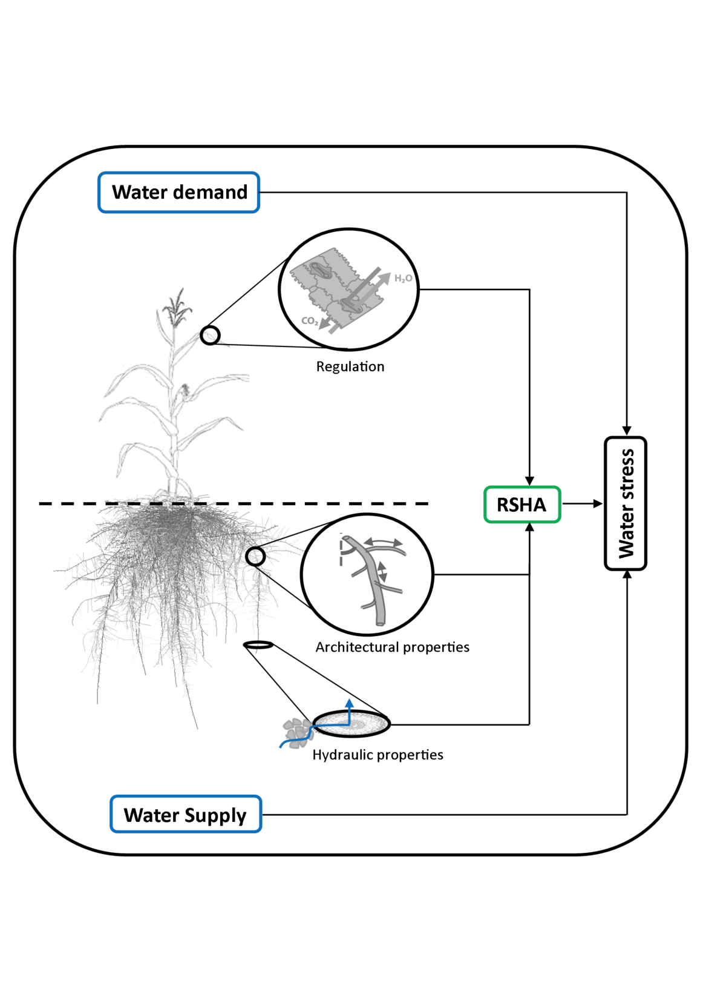 Water demand
H₂O
CO₂
Regulation
Water stress
RSHA
Architectural properties
Hydraulic properties
Water Supply